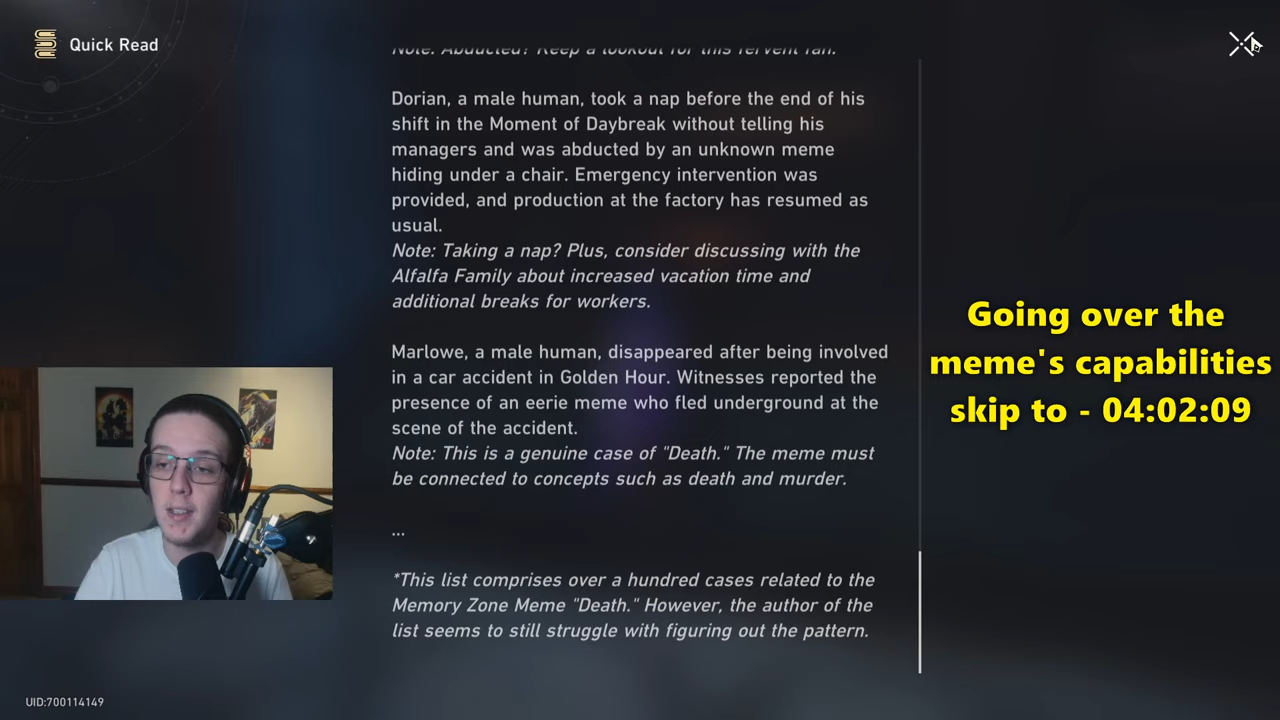 Quick Read
Note: Abducted? Keep a lookout for this fervent fan.
Dorian, a male human, took a nap before the end of his
shift in the Moment of Daybreak without telling his
managers and was abducted by an unknown meme
hiding under a chair. Emergency intervention was
provided, and production at the factory has resumed as
usual.
Note: Taking a nap? Plus, consider discussing with the
Alfalfa Family about increased vacation time and
additional breaks for workers.
Marlowe, a male human, disappeared after being involved
in a car accident in Golden Hour. Witnesses reported the
presence of an eerie meme who fled underground at the
scene of the accident.
Note: This is a genuine case of "Death." The meme must
be connected to concepts such as death and murder.
...
*This list comprises over a hundred cases related to the
Memory Zone Meme "Death." However, the author of the
list seems to still struggle with figuring out the pattern.
Going over the
meme's capabilities
skip to - 04:02:09
UID:700114149